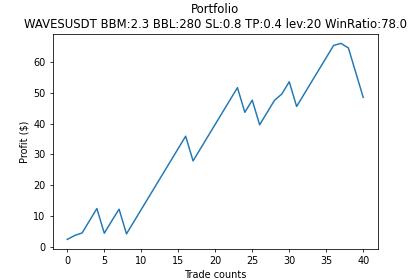 Portfolio
WAVESUSDT BBM:2.3 BBL:280 SL:0.8 TP:0.4 lev:20 WinRatio:78.0
Profit ($)
60
50
40
30
20
10
0
0 5 10 15 20 25 30 35 40
Trade counts